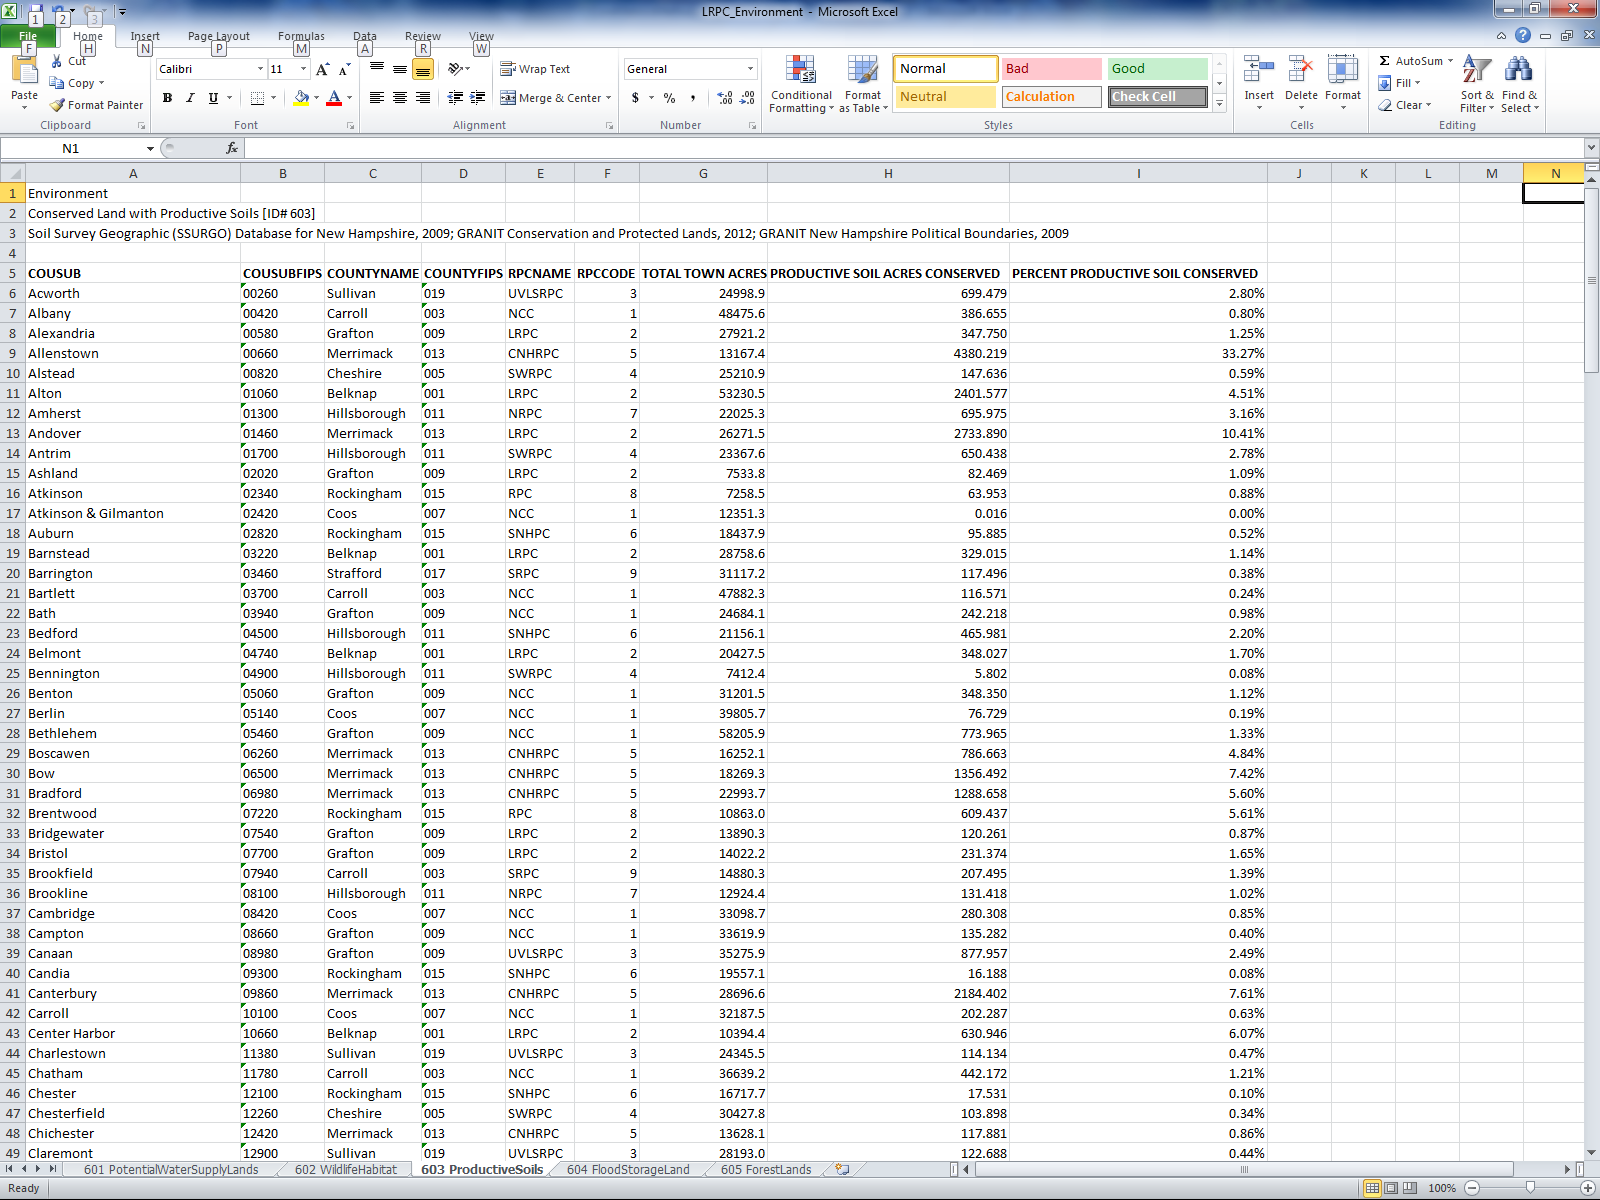 LRPC_Environment - Microsoft Excel
1 2 3
File Home Insert Page Layout Formulas Data Review View
F H N P M A R W
Paste Cut Copy Format Painter Clipboard
Calibri 11 B I U Font
Wrap Text Merge & Center Alignment
General $ % , Number
Conditional Formatting Format as Table Normal Bad Good Neutral Calculation Check Cell Styles
Insert Delete Format Cells
AutoSum Fill Clear Sort & Filter Find & Select Editing
N1 fx
A B C D E F G H I J K L M N
1 Environment
2 Conserved Land with Productive Soils [ID# 603]
3 Soil Survey Geographic (SSURGO) Database for New Hampshire, 2009; GRANIT Conservation and Protected Lands, 2012; GRANIT New Hampshire Political Boundaries, 2009
4
5 COUSUB COUSUBFIPS COUNTYNAME COUNTYFIPS RPCNAME RPCCODE TOTAL TOWN ACRES PRODUCTIVE SOIL ACRES CONSERVED PERCENT PRODUCTIVE SOIL CONSERVED
6 Acworth 00260 Sullivan 019 UVLSRPC 3 24998.9 699.479 2.80%
7 Albany 00420 Carroll 003 NCC 1 48475.6 386.655 0.80%
8 Alexandria 00580 Grafton 009 LRPC 2 27921.2 347.750 1.25%
9 Allenstown 00660 Merrimack 013 CNHRPC 5 13167.4 4380.219 33.27%
10 Alstead 00820 Cheshire 005 SWRPC 4 25210.9 147.636 0.59%
11 Alton 01060 Belknap 001 LRPC 2 53230.5 2401.577 4.51%
12 Amherst 01300 Hillsborough 011 NRPC 7 22025.3 695.975 3.16%
13 Andover 01460 Merrimack 013 LRPC 2 26271.5 2733.890 10.41%
14 Antrim 01700 Hillsborough 011 SWRPC 4 23367.6 650.438 2.78%
15 Ashland 02020 Grafton 009 LRPC 2 7533.8 82.469 1.09%
16 Atkinson 02340 Rockingham 015 RPC 8 7258.5 63.953 0.88%
17 Atkinson & Gilmanton 02420 Coos 007 NCC 1 12351.3 0.016 0.00%
18 Auburn 02820 Rockingham 015 SNHPC 6 18437.9 95.885 0.52%
19 Barnstead 03220 Belknap 001 LRPC 2 28758.6 329.015 1.14%
20 Barrington 03460 Strafford 017 SRPC 9 31117.2 117.496 0.38%
21 Bartlett 03700 Carroll 003 NCC 1 47882.3 116.571 0.24%
22 Bath 03940 Grafton 009 NCC 1 24684.1 242.218 0.98%
23 Bedford 04500 Hillsborough 011 SNHPC 6 21156.1 465.981 2.20%
24 Belmont 04740 Belknap 001 LRPC 2 20427.5 348.027 1.70%
25 Bennington 04900 Hillsborough 011 SWRPC 4 7412.4 5.802 0.08%
26 Benton 05060 Grafton 009 NCC 1 31201.5 348.350 1.12%
27 Berlin 05140 Coos 007 NCC 1 39805.7 76.729 0.19%
28 Bethlehem 05460 Grafton 009 NCC 1 58205.9 773.965 1.33%
29 Boscawen 06260 Merrimack 013 CNHRPC 5 16252.1 786.663 4.84%
30 Bow 06500 Merrimack 013 CNHRPC 5 18269.3 1356.492 7.42%
31 Bradford 06980 Merrimack 013 CNHRPC 5 22993.7 1288.658 5.60%
32 Brentwood 07220 Rockingham 015 RPC 8 10863.0 609.437 5.61%
33 Bridgewater 07540 Grafton 009 LRPC 2 13890.3 120.261 0.87%
34 Bristol 07700 Grafton 009 LRPC 2 14022.2 231.374 1.65%
35 Brookfield 07940 Carroll 003 SRPC 9 14880.3 207.495 1.39%
36 Brookline 08100 Hillsborough 011 NRPC 7 12924.4 131.418 1.02%
37 Cambridge 08420 Coos 007 NCC 1 33098.7 280.308 0.85%
38 Campton 08660 Grafton 009 NCC 1 33619.9 135.282 0.40%
39 Canaan 08980 Grafton 009 UVLSRPC 3 35275.9 877.957 2.49%
40 Candia 09300 Rockingham 015 SNHPC 6 19557.1 16.188 0.08%
41 Canterbury 09860 Merrimack 013 CNHRPC 5 28696.6 2184.402 7.61%
42 Carroll 10100 Coos 007 NCC 1 32187.5 202.287 0.63%
43 Center Harbor 10660 Belknap 001 LRPC 2 10394.4 630.946 6.07%
44 Charlestown 11380 Sullivan 019 UVLSRPC 3 24345.5 114.134 0.47%
45 Chatham 11780 Carroll 003 NCC 1 36639.2 442.172 1.21%
46 Chester 12100 Rockingham 015 SNHPC 6 16717.7 17.531 0.10%
47 Chesterfield 12260 Cheshire 005 SWRPC 4 30427.8 103.898 0.34%
48 Chichester 12420 Merrimack 013 CNHRPC 5 13628.1 117.881 0.86%
49 Claremont 12900 Sullivan 019 UVLSRPC 3 28193.0 122.688 0.44%
601 PotentialWaterSupplyLands 602 WildlifeHabitat 603 ProductiveSoils 604 FloodStorageLand 605 ForestLands
Ready 100%